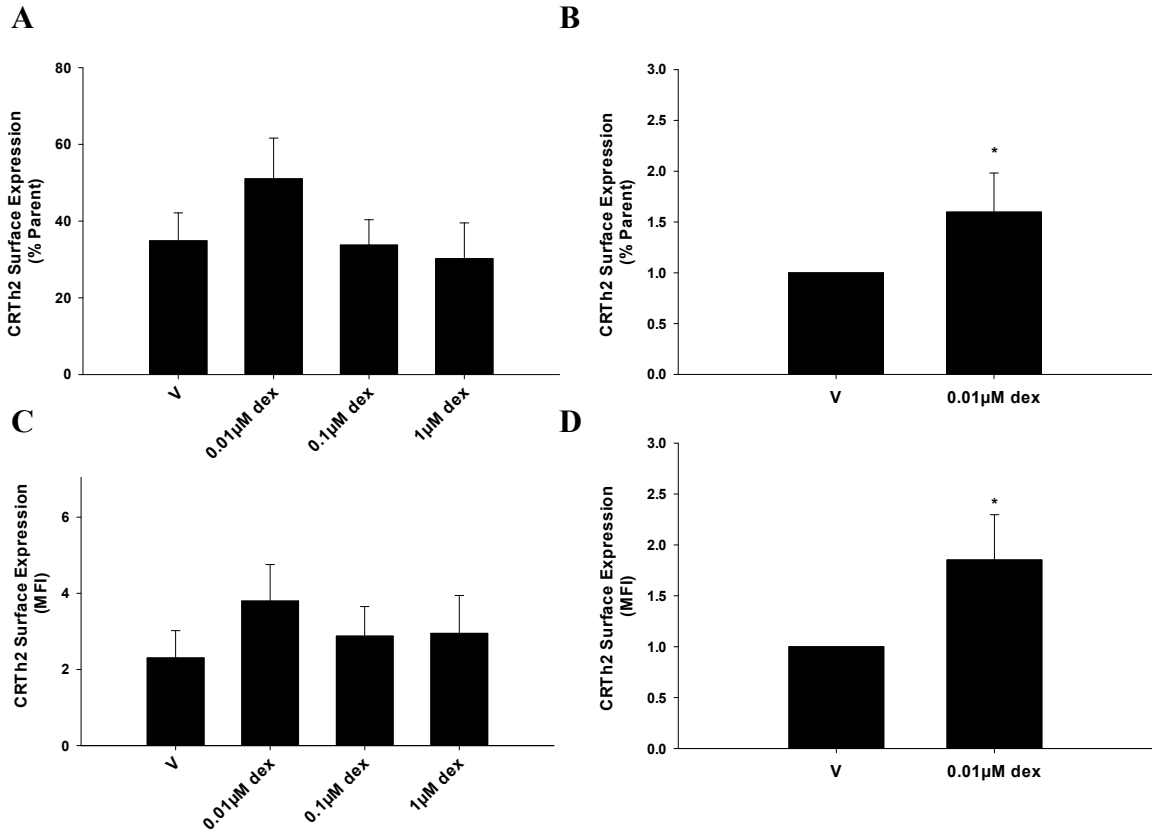 A
CRTh2 Surface Expression
(% Parent)
80
60
40
20
0
V
0.01µM dex
0.1µM dex
1µM dex
B
CRTh2 Surface Expression
(% Parent)
3.0
2.5
2.0
1.5
1.0
0.5
0.0
*
V
0.01µM dex
C
CRTh2 Surface Expression
(MFI)
6
4
2
0
V
0.01µM dex
0.1µM dex
1µM dex
D
CRTh2 Surface Expression
(MFI)
3.0
2.5
2.0
1.5
1.0
0.5
0.0
*
V
0.01µM dex